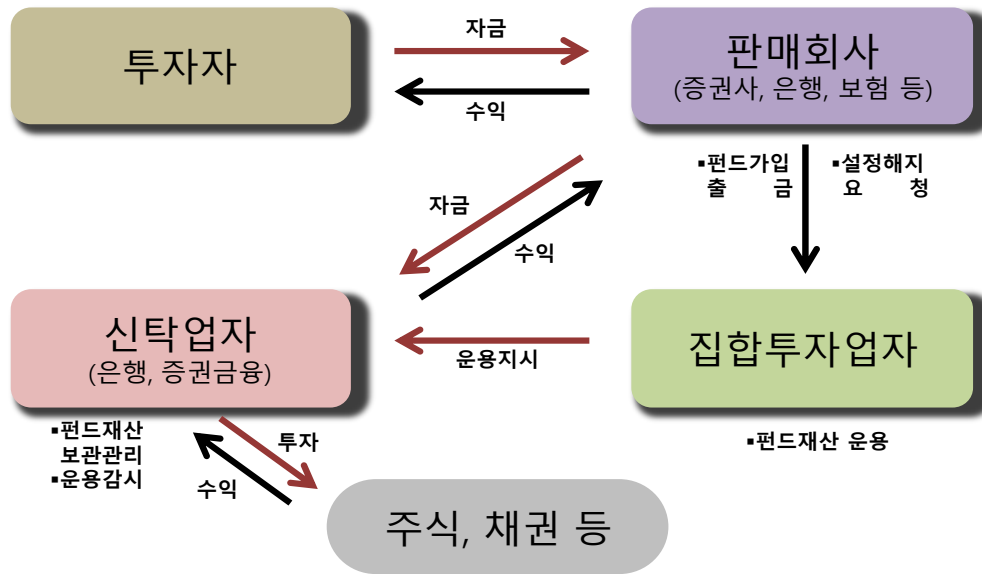 자금
투자자
판매회사
(증권사, 은행, 보험 등)
수익
▪펀드가입
출 금
▪설정해지
요 청
자금
수익
신탁업자
(은행, 증권금융)
운용지시
집합투자업자
▪펀드재산
보관관리
▪운용감시
투자
수익
▪펀드재산 운용
주식, 채권 등